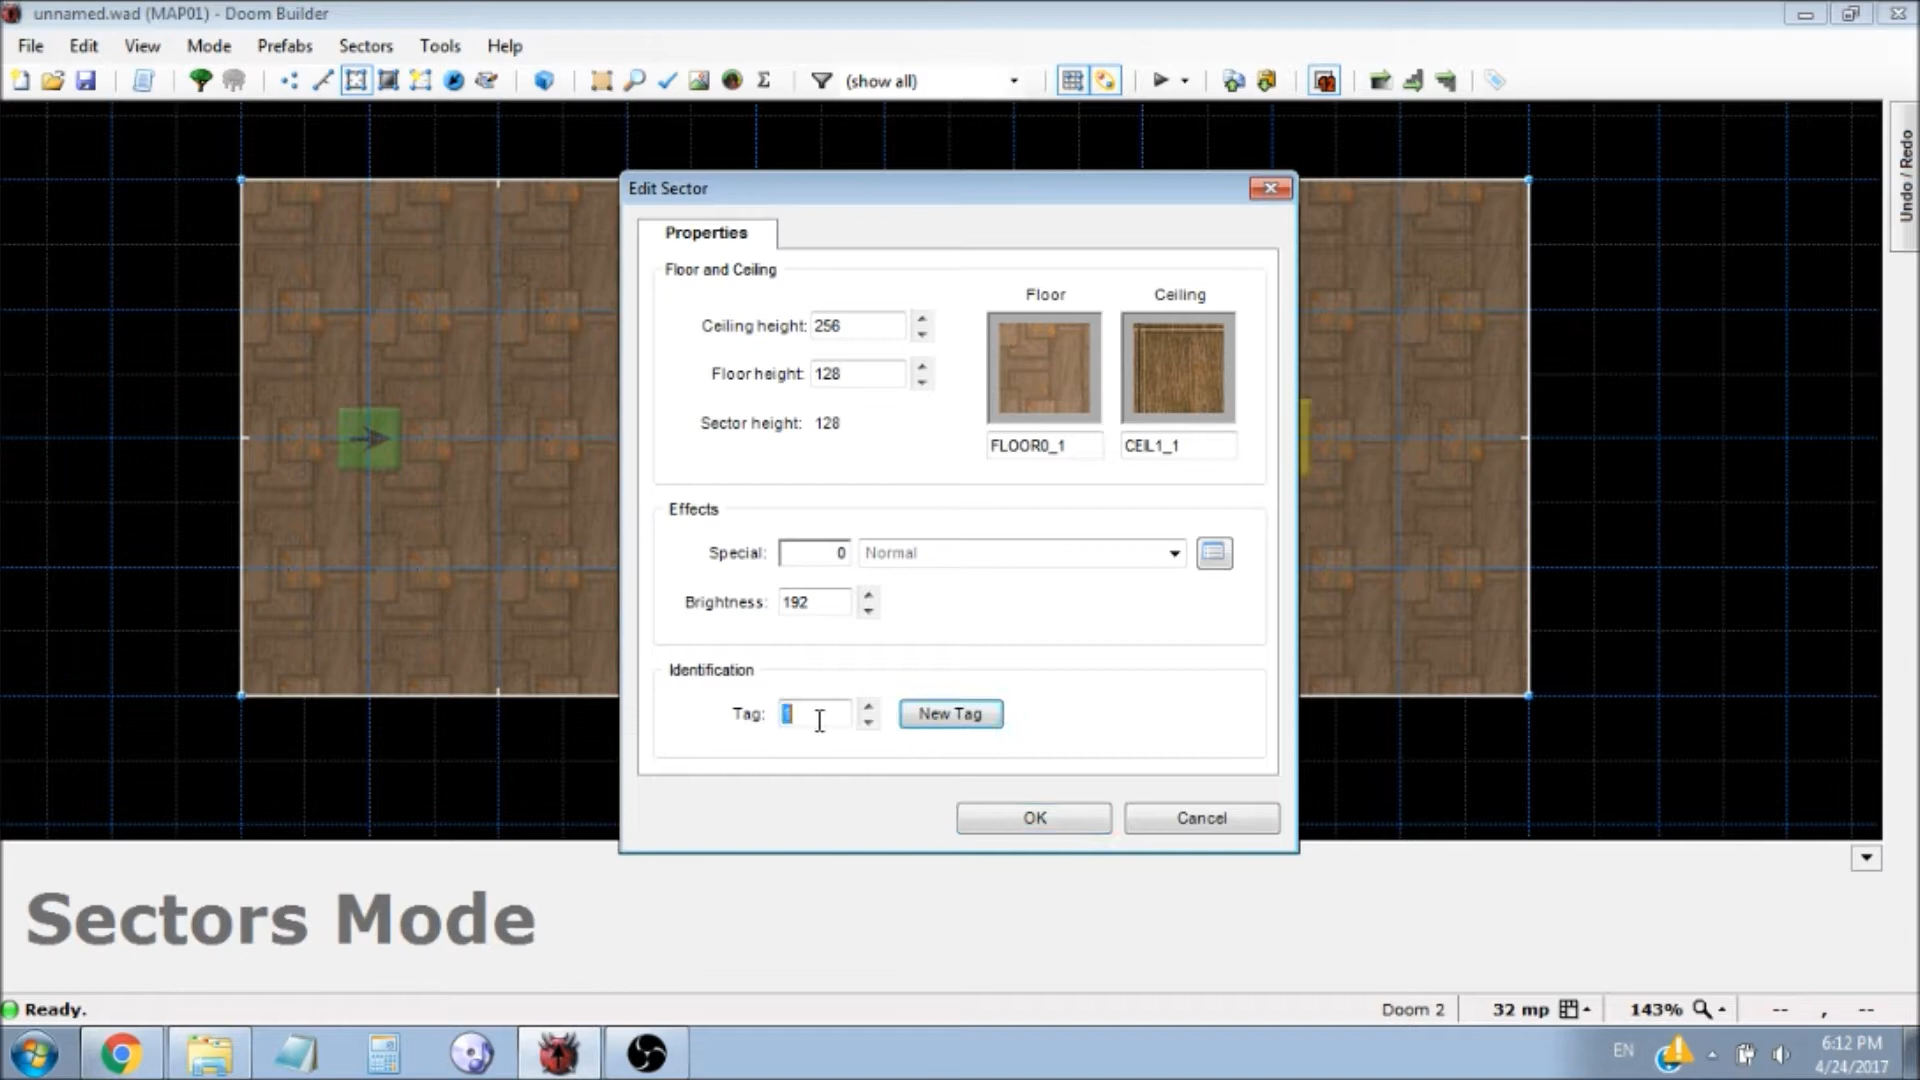 unnamed.wad (MAP01) - Doom Builder
File Edit View Mode Prefabs Sectors Tools Help
(show all)
Undo / Redo
Edit Sector
Properties
Floor and Ceiling
Floor Ceiling
Ceiling height: 256
Floor height: 128
Sector height: 128
FLOOR0_1 CEIL1_1
Effects
Special: 0 Normal
Brightness: 192
Identification
Tag: 1 New Tag
OK Cancel
Sectors Mode
Ready. Doom 2 32 mp 143% -- , --
EN 6:12 PM
4/24/2017